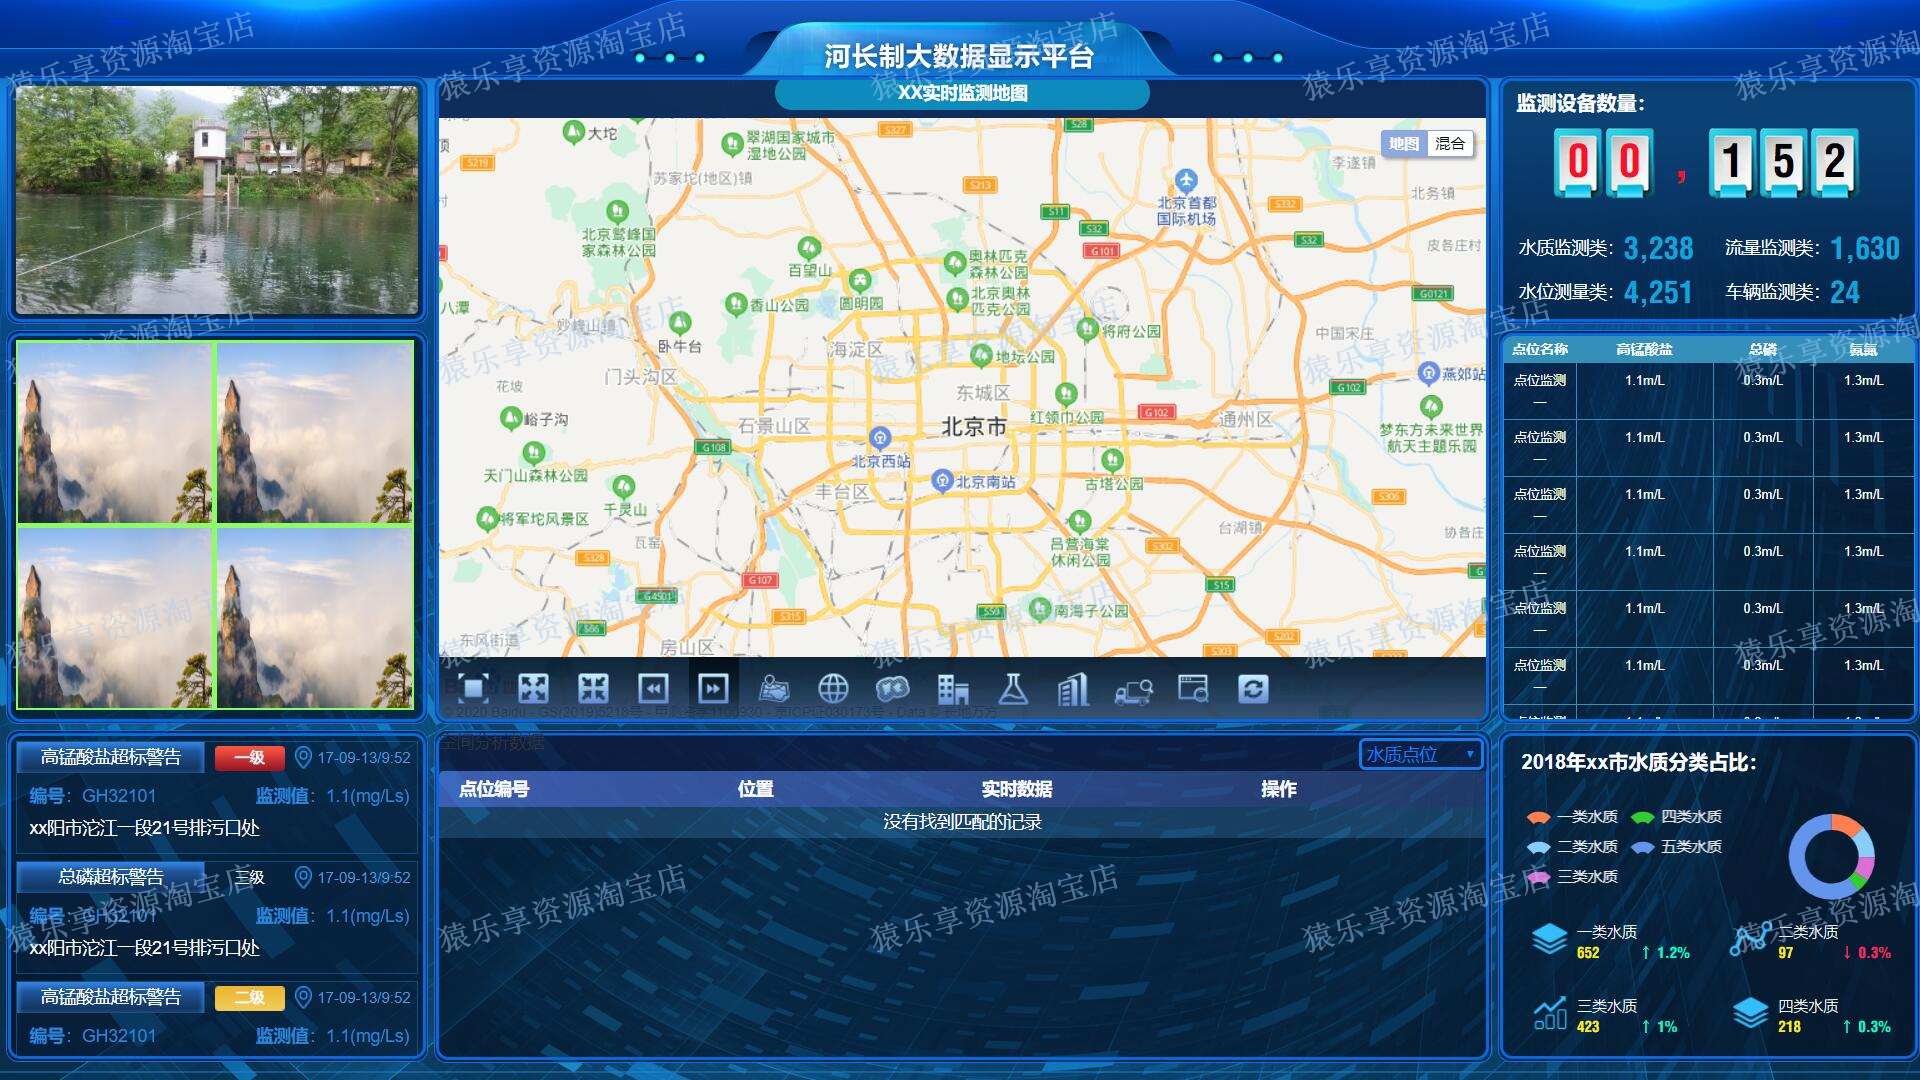 河长制大数据显示平台
XX实时监测地图
地图 混合
大坨
翠湖国家城市
湿地公园
S327
S28
S219
苏家坨(地区)镇
S213
北京首都
国际机场
李遂镇
北务镇
S332
S11
S32
G101
S32
皮各庄村
北京鹫峰国
家森林公园
百望山
奥林匹克
森林公园
圆明园
北京奥林
匹克公园
香山公园
八潭
G0121
妙峰山镇
卧牛台
海淀区
将府公园
中国宋庄
地坛公园
门头沟区
花坡
东城区
燕郊站
G102
峪子沟
石景山区
北京市
红领巾公园
G102
通州区
梦东方未来世界
航天主题乐园
G108
北京西站
天门山森林公园
北京南站
古塔公园
千灵山
丰台区
S306
将军坨风景区
瓦窑
吕营海棠
休闲公园
台湖镇
协各庄
S328
S302
G107
S15
G4501
S315
S50
南海子公园
S66
东风街道
房山区
S202
S303
监测设备数量：
00,152
水质监测类：3,238 流量监测类：1,630
水位测量类：4,251 车辆监测类：24
点位名称 高锰酸盐 总磷 氨氮
点位监测 1.1m/L 0.3m/L 1.3m/L
一
点位监测 1.1m/L 0.3m/L 1.3m/L
一
点位监测 1.1m/L 0.3m/L 1.3m/L
一
点位监测 1.1m/L 0.3m/L 1.3m/L
一
点位监测 1.1m/L 0.3m/L 1.3m/L
一
点位监测 1.1m/L 0.3m/L 1.3m/L
一
高锰酸盐超标警告 一级 17-09-13/9:52
编号：GH32101 监测值：1.1(mg/Ls)
xx阳市沱江一段21号排污口处
总磷超标警告 三级 17-09-13/9:52
编号：GH32101 监测值：1.1(mg/Ls)
xx阳市沱江一段21号排污口处
高锰酸盐超标警告 二级 17-09-13/9:52
编号：GH32101 监测值：1.1(mg/Ls)
空间分析数据
水质点位
点位编号 位置 实时数据 操作
没有找到匹配的记录
2018年xx市水质分类占比：
一类水质 四类水质
二类水质 五类水质
三类水质
一类水质 二类水质
652 ↑ 1.2% 97 ↓ 0.3%
三类水质 四类水质
423 ↑ 1% 218 ↑ 0.3%
猿乐享资源淘宝店